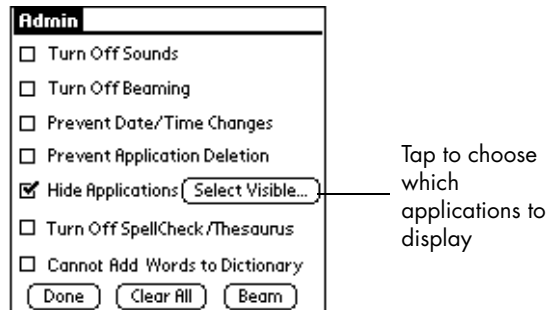 Admin
Turn Off Sounds
Turn Off Beaming
Prevent Date/Time Changes
Prevent Application Deletion
Hide Applications Select Visible...
Turn Off SpellCheck/Thesaurus
Cannot Add Words to Dictionary
Done Clear All Beam
Tap to choose
which
applications to
display